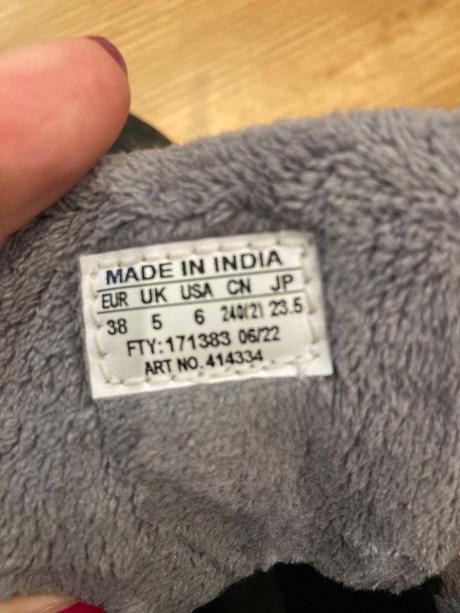 MADE IN INDIA
EUR UK USA CN JP
38 5 6 240(2) 23.5
FTY:171383 06/22
ART NO. 414334